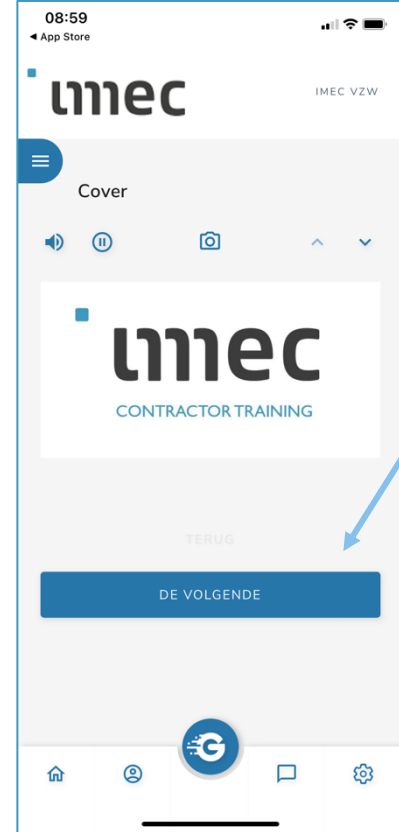 08:59
◀ App Store
imec
IMEC VZW
Cover
imec
CONTRACTOR TRAINING
TERUG
DE VOLGENDE
G